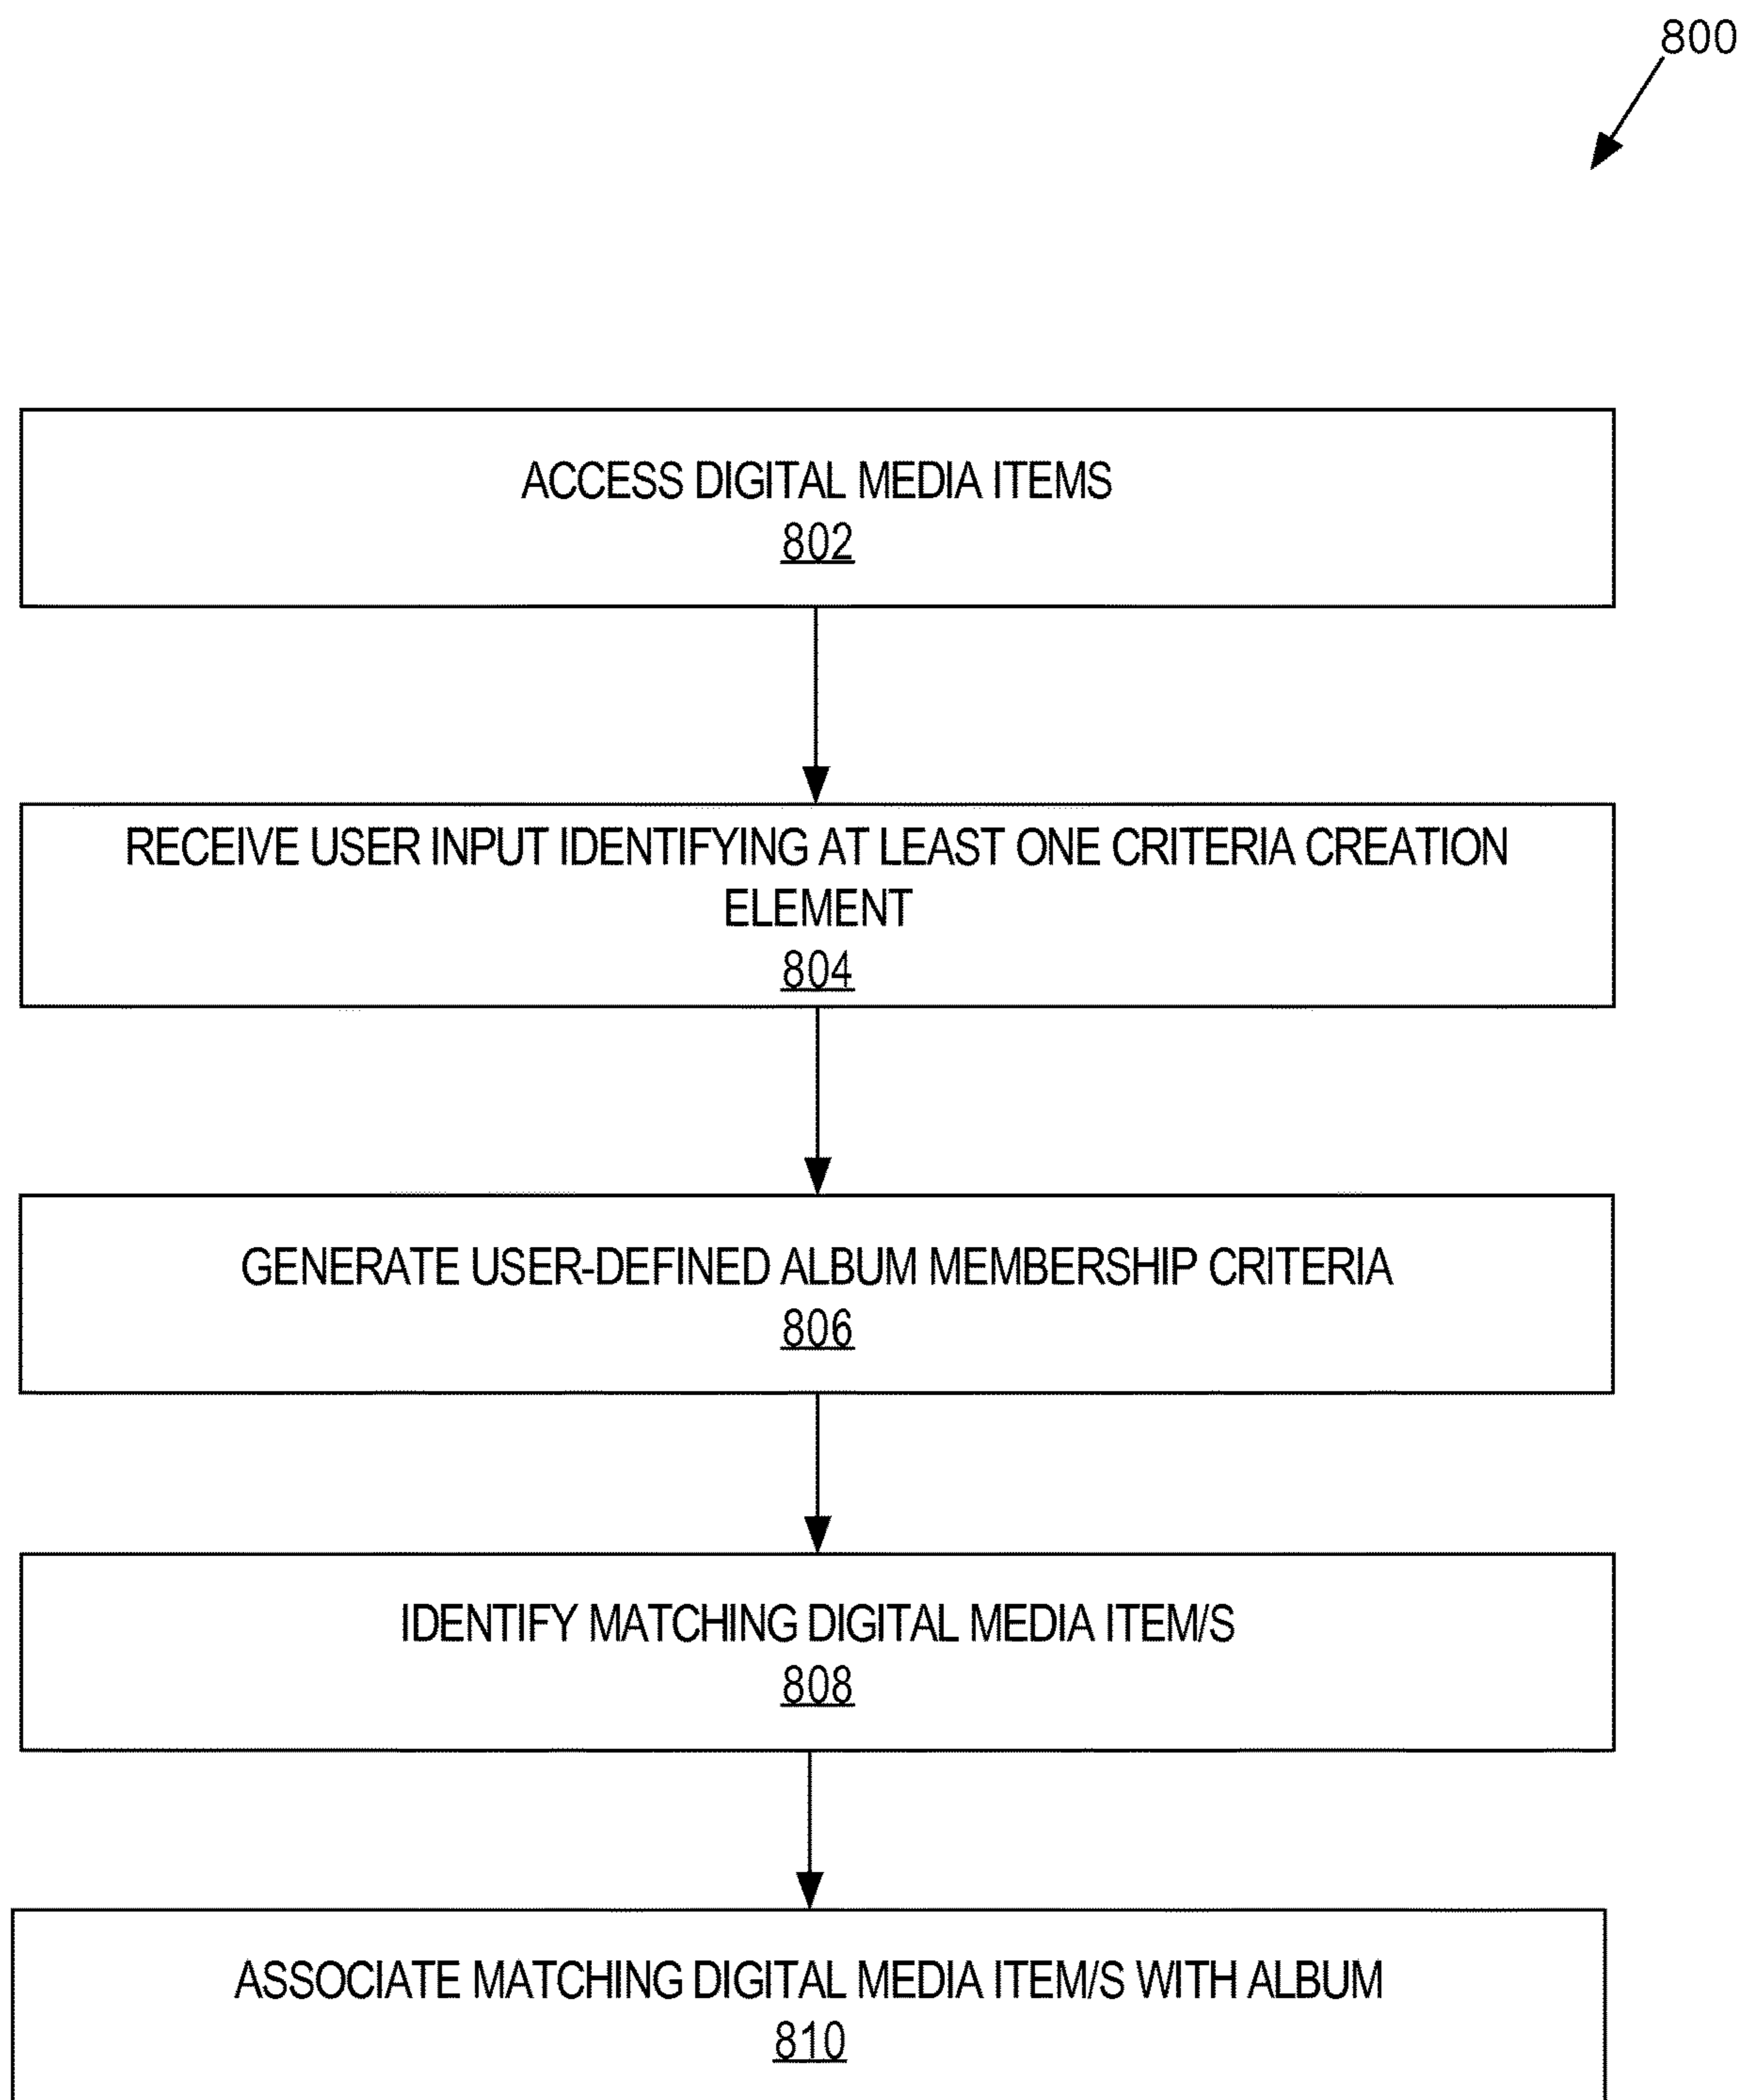 800
ACCESS DIGITAL MEDIA ITEMS
802
RECEIVE USER INPUT IDENTIFYING AT LEAST ONE CRITERIA CREATION
ELEMENT
804
GENERATE USER-DEFINED ALBUM MEMBERSHIP CRITERIA
806
IDENTIFY MATCHING DIGITAL MEDIA ITEM/S
808
ASSOCIATE MATCHING DIGITAL MEDIA ITEM/S WITH ALBUM
810